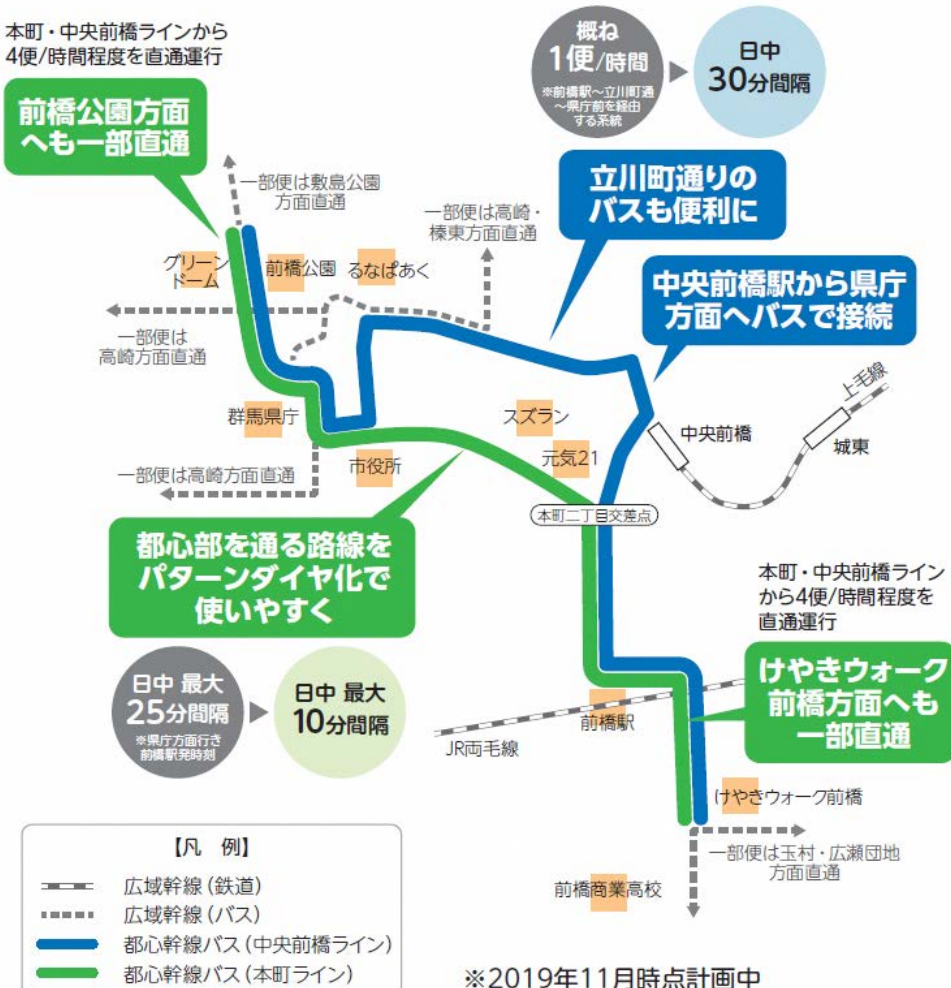 本町・中央前橋ラインから
4便/時間程度を直通運行
前橋公園方面
へも一部直通
概ね
1便/時間
※前橋駅～立川町通
～県庁前を経由
する系統
日中
30分間隔
一部便は敷島公園
方面直通
一部便は高崎・
榛東方面直通
立川町通りの
バスも便利に
グリーン
ドーム
前橋公園
るなぱあく
中央前橋駅から県庁
方面へバスで接続
一部便は
高崎方面直通
上毛線
群馬県庁
スズラン
中央前橋
城東
市役所
元気21
一部便は高崎方面直通
本町二丁目交差点
都心部を通る路線を
パターンダイヤ化で
使いやすく
本町・中央前橋ライン
から4便/時間程度を
直通運行
けやきウォーク
前橋方面へも
一部直通
日中 最大
25分間隔
※県庁方面行き
前橋駅発時刻
日中 最大
10分間隔
前橋駅
JR両毛線
けやきウォーク前橋
一部便は玉村・広瀬団地
方面直通
前橋商業高校
【凡 例】
広域幹線(鉄道)
広域幹線(バス)
都心幹線バス(中央前橋ライン)
都心幹線バス(本町ライン)
※2019年11月時点計画中